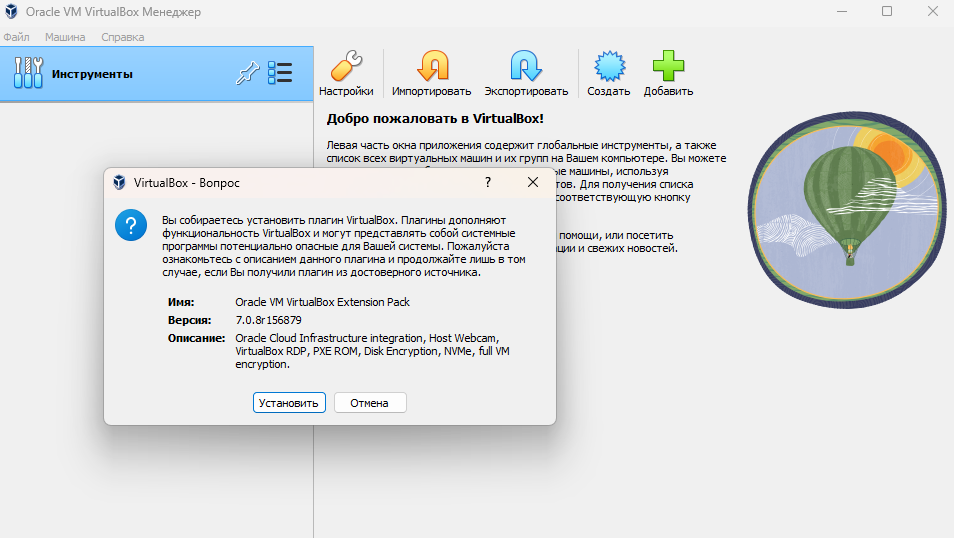 Oracle VM VirtualBox Менеджер
Файл Машина Справка
Инструменты
Настройки Импортировать Экспортировать Создать Добавить
Добро пожаловать в VirtualBox!
Левая часть окна приложения содержит глобальные инструменты, а также
список всех виртуальных машин и их групп на Вашем компьютере. Вы можете
ые машины, используя
тов. Для получения списка
соответствующую кнопку
помощи, или посетить
ации и свежих новостей.
VirtualBox - Вопрос
?
Вы собираетесь установить плагин VirtualBox. Плагины дополняют
функциональность VirtualBox и могут представлять собой системные
программы потенциально опасные для Вашей системы. Пожалуйста
ознакомьтесь с описанием данного плагина и продолжайте лишь в том
случае, если Вы получили плагин из достоверного источника.
Имя: Oracle VM VirtualBox Extension Pack
Версия: 7.0.8r156879
Описание: Oracle Cloud Infrastructure integration, Host Webcam,
VirtualBox RDP, PXE ROM, Disk Encryption, NVMe, full VM
encryption.
Установить Отмена